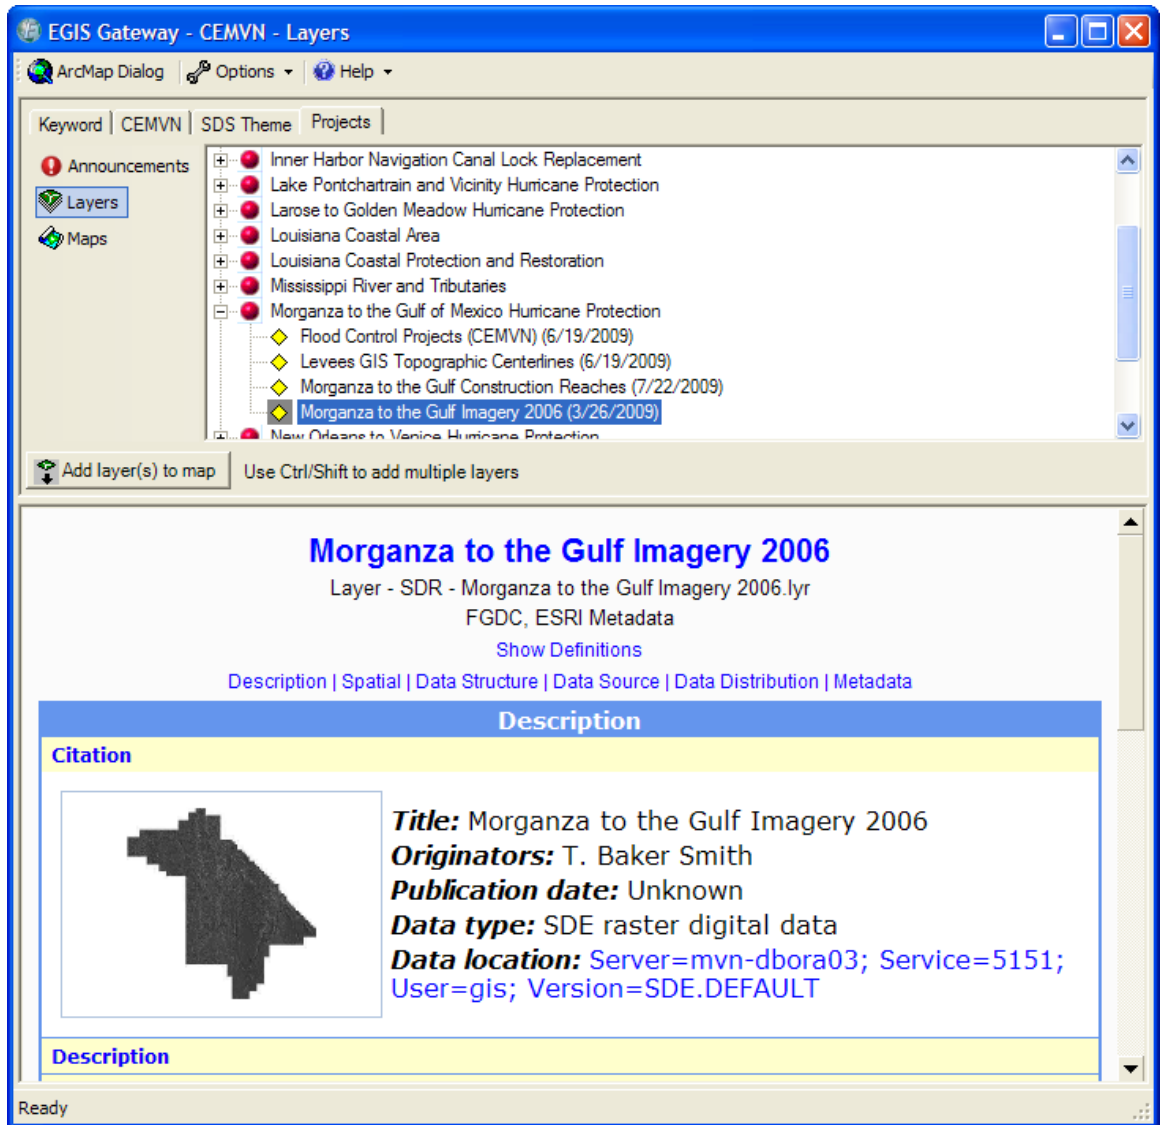 EGIS Gateway - CEMVN - Layers
ArcMap Dialog Options Help
Keyword CEMVN SDS Theme Projects
Announcements
Layers
Maps
Inner Harbor Navigation Canal Lock Replacement
Lake Pontchartrain and Vicinity Hurricane Protection
Larose to Golden Meadow Hurricane Protection
Louisiana Coastal Area
Louisiana Coastal Protection and Restoration
Mississippi River and Tributaries
Morganza to the Gulf of Mexico Hurricane Protection
Flood Control Projects (CEMVN) (6/19/2009)
Levees GIS Topographic Centerlines (6/19/2009)
Morganza to the Gulf Construction Reaches (7/22/2009)
Morganza to the Gulf Imagery 2006 (3/26/2009)
New Orleans to Venice Hurricane Protection
Add layer(s) to map Use Ctrl/Shift to add multiple layers
Morganza to the Gulf Imagery 2006
Layer - SDR - Morganza to the Gulf Imagery 2006.lyr
FGDC, ESRI Metadata
Show Definitions
Description | Spatial | Data Structure | Data Source | Data Distribution | Metadata
Description
Citation
Title: Morganza to the Gulf Imagery 2006
Originators: T. Baker Smith
Publication date: Unknown
Data type: SDE raster digital data
Data location: Server=mvn-dbora03; Service=5151;
User=gis; Version=SDE.DEFAULT
Description
Ready